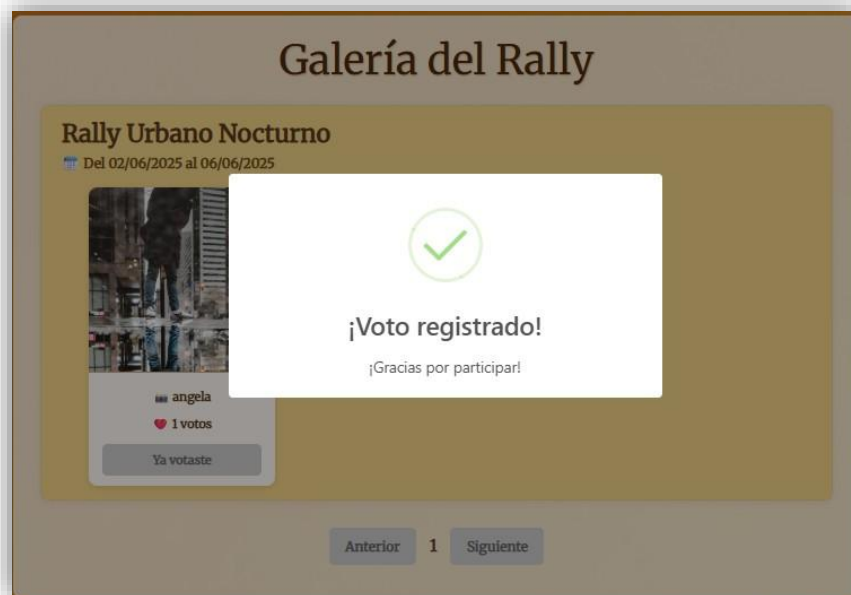 Galería del Rally
Rally Urbano Nocturno
Del 02/06/2025 al 06/06/2025
¡Voto registrado!
¡Gracias por participar!
angela
1 votos
Ya votaste
Anterior 1 Siguiente